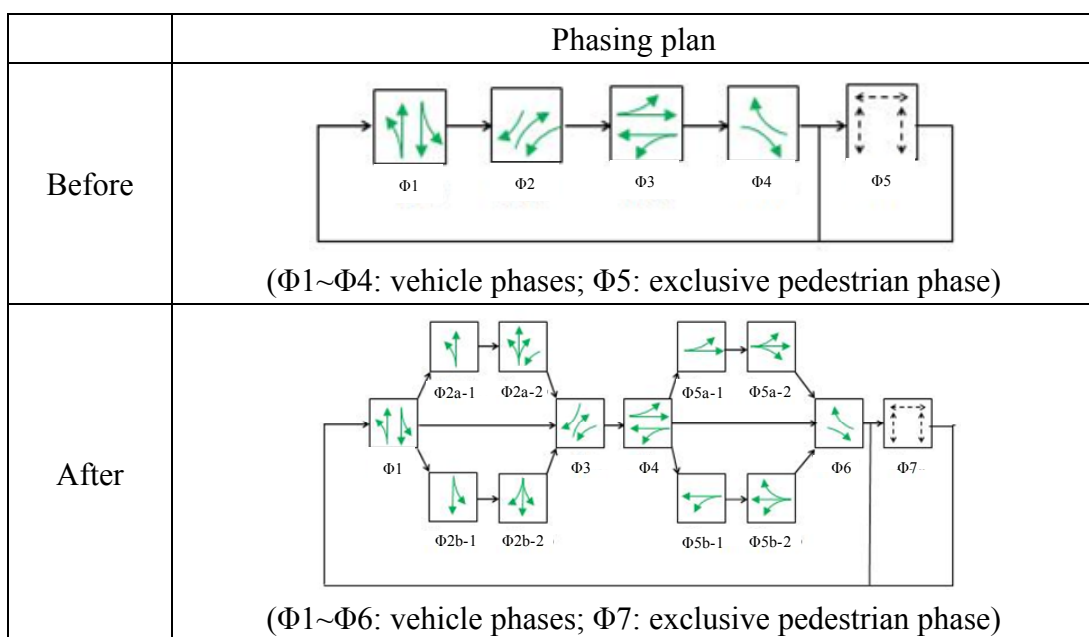 Phasing plan
Before
Φ1
Φ2
Φ3
Φ4
Φ5
(Φ1~Φ4: vehicle phases; Φ5: exclusive pedestrian phase)
After
Φ2a-1
Φ2a-2
Φ5a-1
Φ5a-2
Φ1
Φ3
Φ4
Φ6
Φ7
Φ2b-1
Φ2b-2
Φ5b-1
Φ5b-2
(Φ1~Φ6: vehicle phases; Φ7: exclusive pedestrian phase)